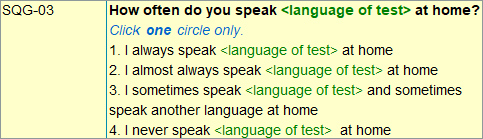 SQG-03
How often do you speak <language of test> at home?
Click one circle only.
1. I always speak <language of test> at home
2. I almost always speak <language of test> at home
3. I sometimes speak <language of test> and sometimes
speak another language at home
4. I never speak <language of test> at home